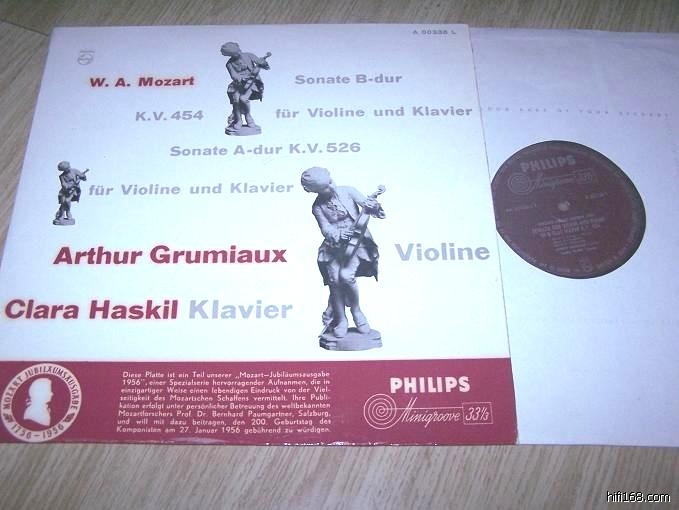 PHILIPS
A 00338 L
W. A. Mozart
Sonate B-dur
K.V. 454
für Violine und Klavier
Sonate A-dur K.V. 526
für Violine und Klavier
Arthur Grumiaux
Violine
Clara Haskil Klavier
MOZART JUBILÄUMSAUSGABE
1756-1956
Diese Platte ist ein Teil unserer „Mozart-Jubiläumsausgabe
1956", einer Spezialserie hervorragender Aufnahmen, die in
einzigartiger Weise einen lebendigen Eindruck von der Viel-
seitigkeit des Mozartschen Schaffens vermittelt. Ihre Publi-
kation erfolgt unter persönlicher Betreuung des weltbekannten
Mozartforschers Prof. Dr. Bernhard Paumgartner, Salzburg,
und will mit dazu beitragen, den 200. Geburtstag des
Komponisten am 27. Januar 1956 gebührend zu würdigen.
PHILIPS
Minigroove 33⅓
PHILIPS
Minigroove 33⅓
hifi168.com